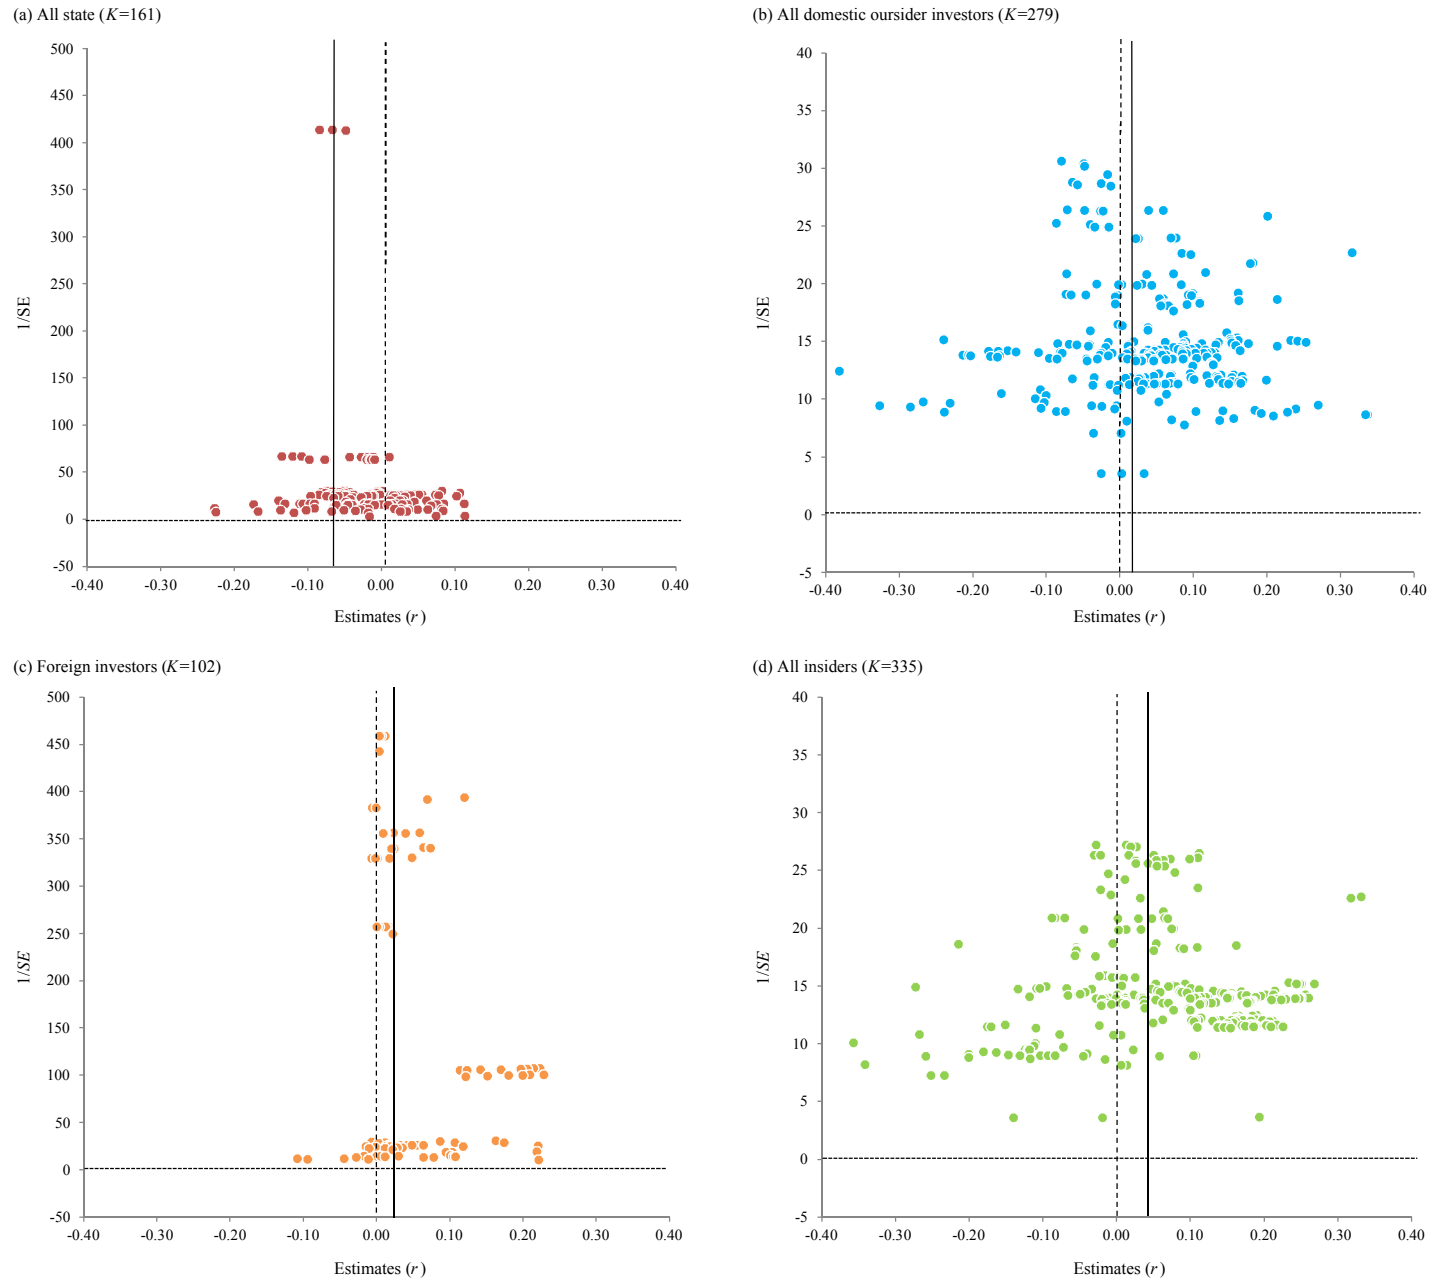 (a) All state (K=161)
500
450
400
350
300
250
200
150
100
50
0
-50
1/SE
-0.40 -0.30 -0.20 -0.10 0.00 0.10 0.20 0.30 0.40
Estimates (r)
(b) All domestic oursider investors (K=279)
40
35
30
25
20
15
10
5
0
-5
1/SE
-0.40 -0.30 -0.20 -0.10 0.00 0.10 0.20 0.30 0.40
Estimates (r)
(c) Foreign investors (K=102)
500
450
400
350
300
250
200
150
100
50
0
-50
1/SE
-0.40 -0.30 -0.20 -0.10 0.00 0.10 0.20 0.30 0.40
Estimates (r)
(d) All insiders (K=335)
40
35
30
25
20
15
10
5
0
-5
1/SE
-0.40 -0.30 -0.20 -0.10 0.00 0.10 0.20 0.30 0.40
Estimates (r)